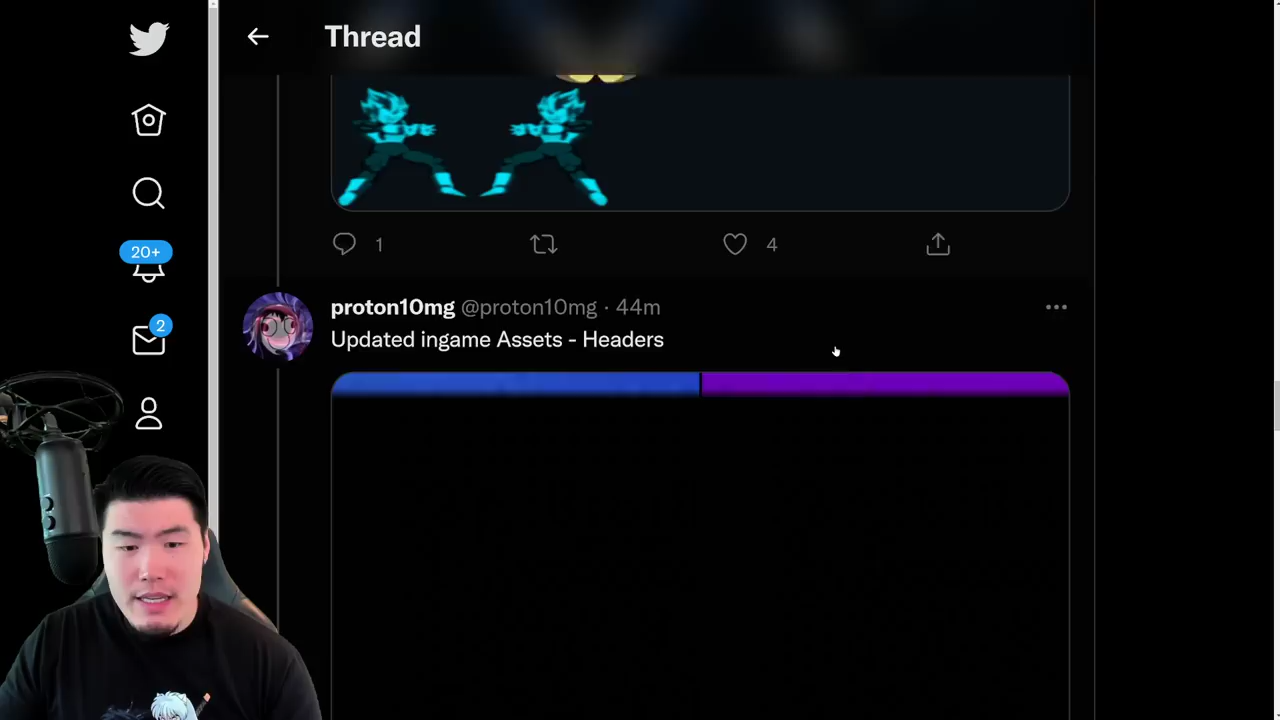 Thread
1
4
20+
proton10mg @proton10mg · 44m
Updated ingame Assets - Headers
2